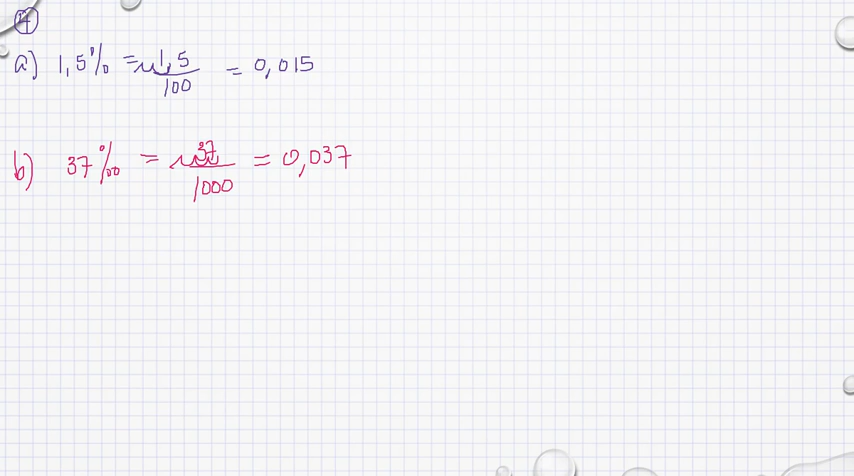 4
a) 1,5% = 1,5/100 = 0,015
b) 37‰ = 37/1000 = 0,037